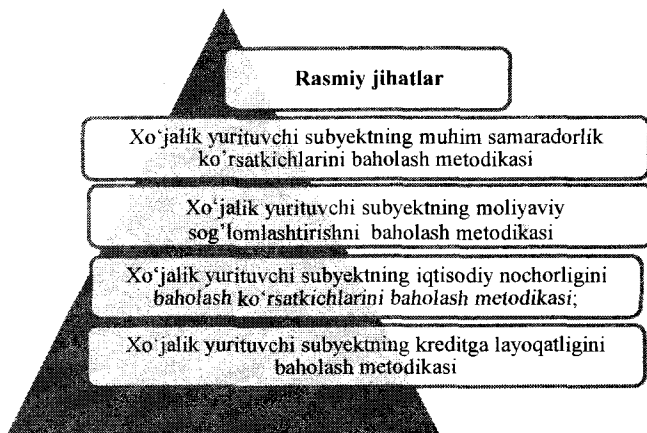 Rasmiy jihatlar
Xo‘jalik yurituvchi subyektning muhim samaradorlik
ko’rsatkichlarini baholash metodikasi
Xo‘jalik yurituvchi subyektning moliyaviy
sog’lomlashtirishni baholash metodikasi
Xo‘jalik yurituvchi subyektning iqtisodiy nochorligini
baholash ko‘rsatkichlarini baholash metodikasi;
Xo‘jalik yurituvchi subyektning kreditga layoqatligini
baholash metodikasi